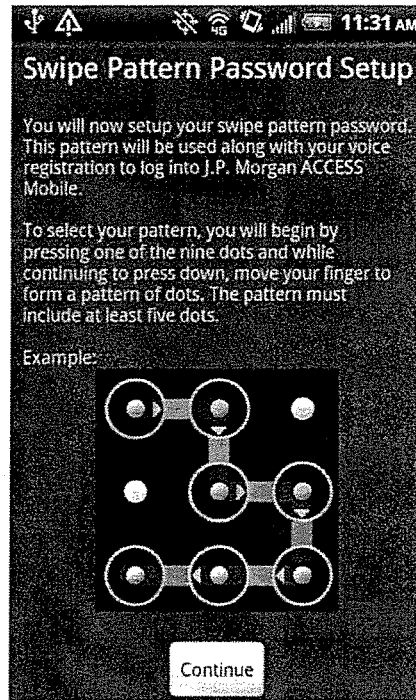 4G 11:31 AM
Swipe Pattern Password Setup
You will now setup your swipe pattern password.
This pattern will be used along with your voice
registration to log into J.P. Morgan ACCESS
Mobile.
To select your pattern, you will begin by
pressing one of the nine dots and while
continuing to press down, move your finger to
form a pattern of dots. The pattern must
include at least five dots.
Example:
Continue